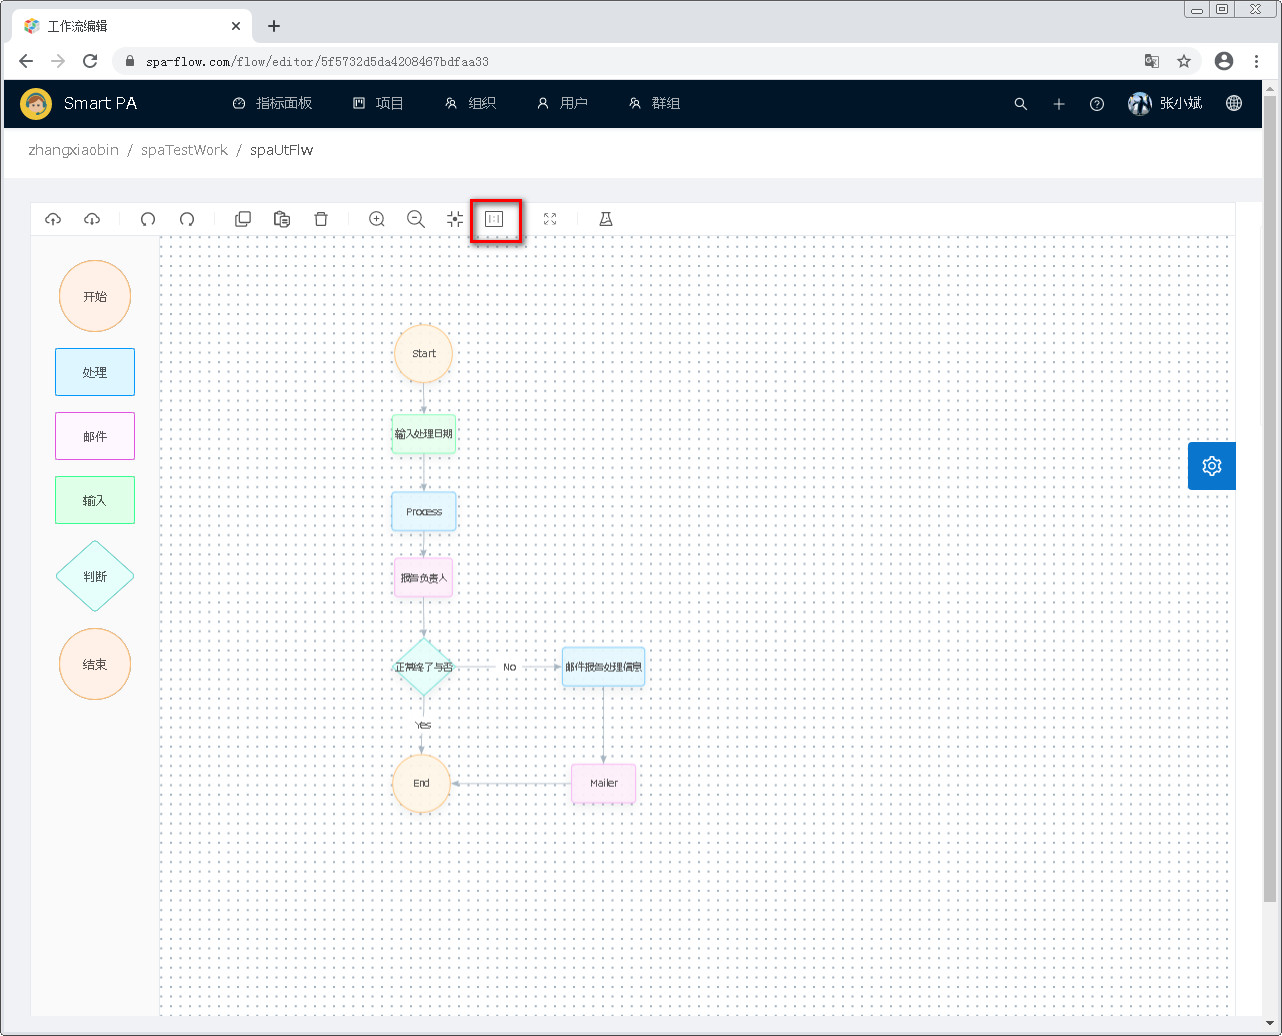 工作流编辑
spa-flow.com/flow/editor/5f5732d5da4208467bdfaa33
Smart PA 指标面板 项目 组织 用户 群组 张小斌
zhangxiaobin / spaTestWork / spaUtFlw
开始
处理
邮件
输入
判断
结束
Start
输入处理日期
Process
报告负责人
正常终了与否 No 邮件报告处理信息
Yes
End Mailer